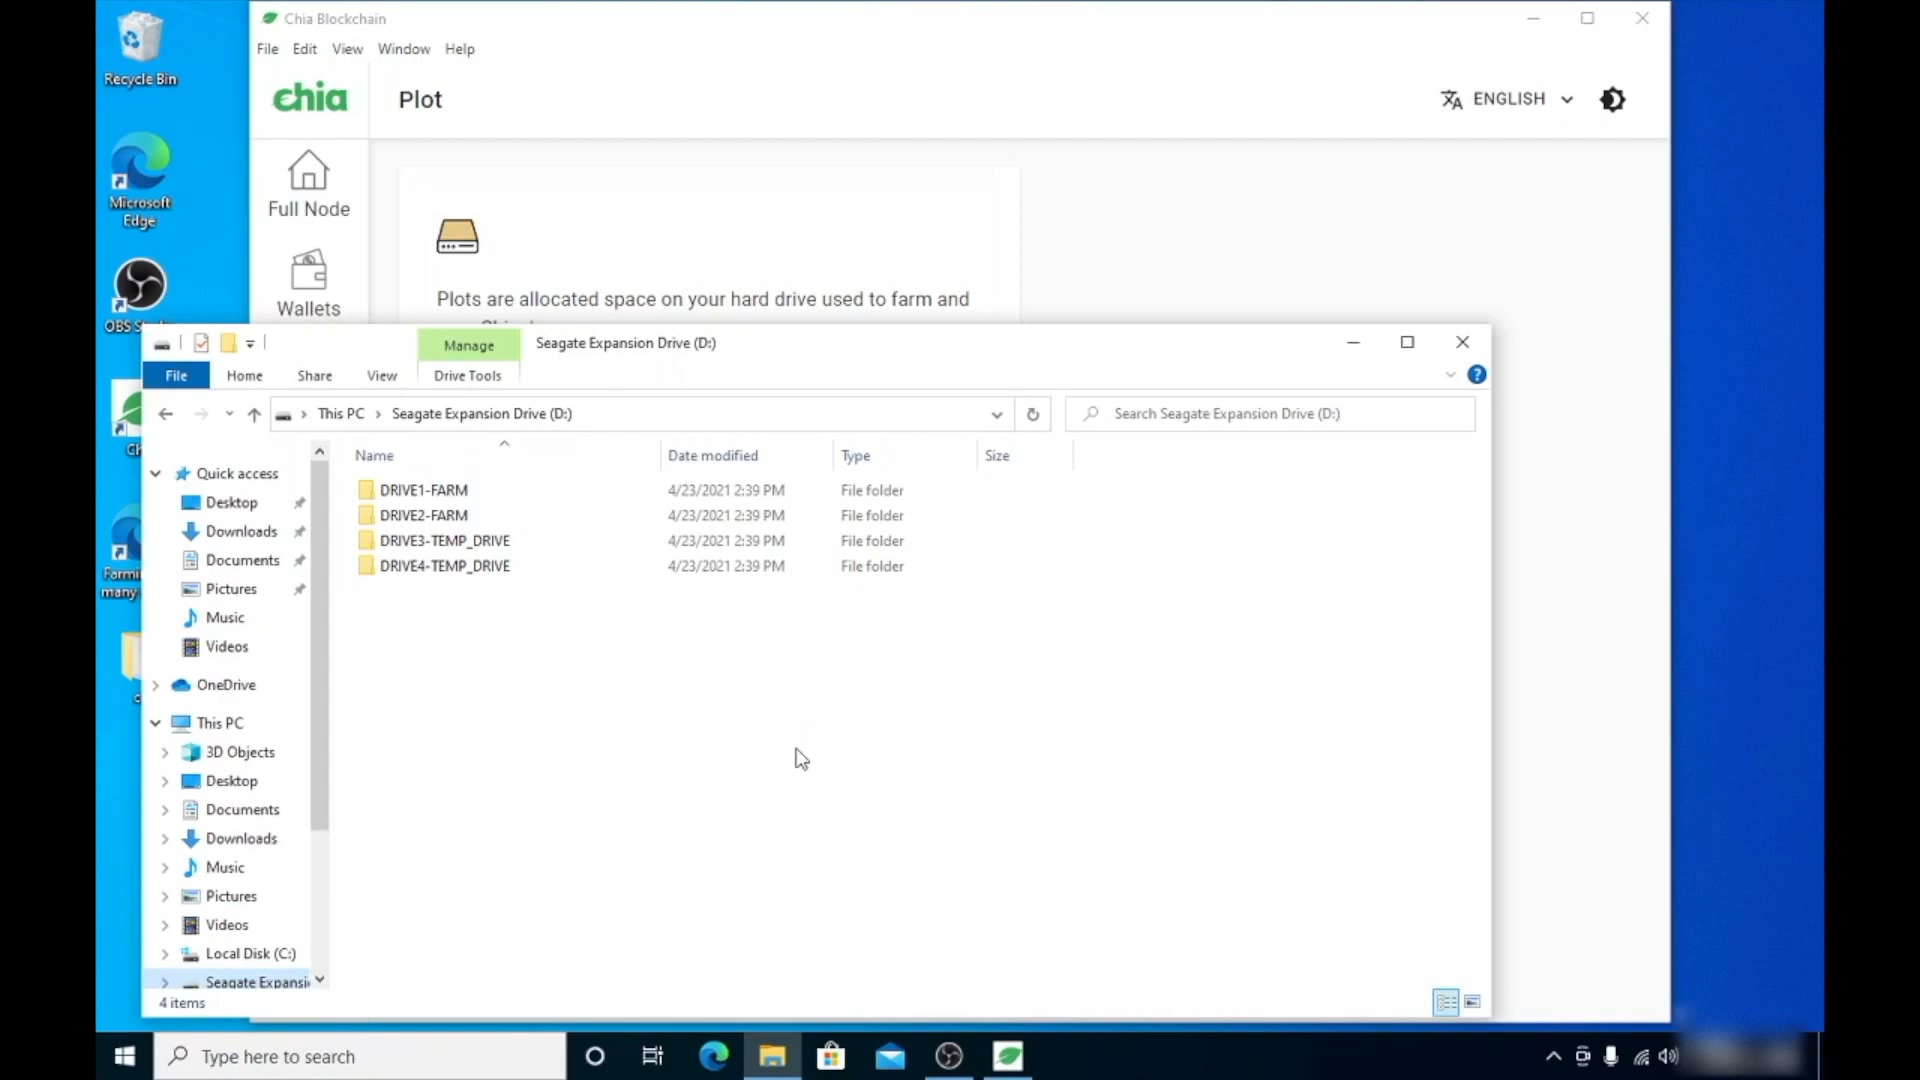 Recycle Bin
Microsoft
Edge
OBS
Chia Blockchain
File Edit View Window Help
chia
Plot
ENGLISH
Full Node
Wallets
Plots are allocated space on your hard drive used to farm and
Manage
Seagate Expansion Drive (D:)
File
Home
Share
View
Drive Tools
This PC > Seagate Expansion Drive (D:)
Search Seagate Expansion Drive (D:)
Name
Date modified
Type
Size
DRIVE1-FARM 4/23/2021 2:39 PM File folder
DRIVE2-FARM 4/23/2021 2:39 PM File folder
DRIVE3-TEMP_DRIVE 4/23/2021 2:39 PM File folder
DRIVE4-TEMP_DRIVE 4/23/2021 2:39 PM File folder
Quick access
Desktop
Downloads
Documents
Pictures
Music
Videos
OneDrive
This PC
3D Objects
Desktop
Documents
Downloads
Music
Pictures
Videos
Local Disk (C:)
Seagate Expansi
4 items
Farmi
many
Type here to search